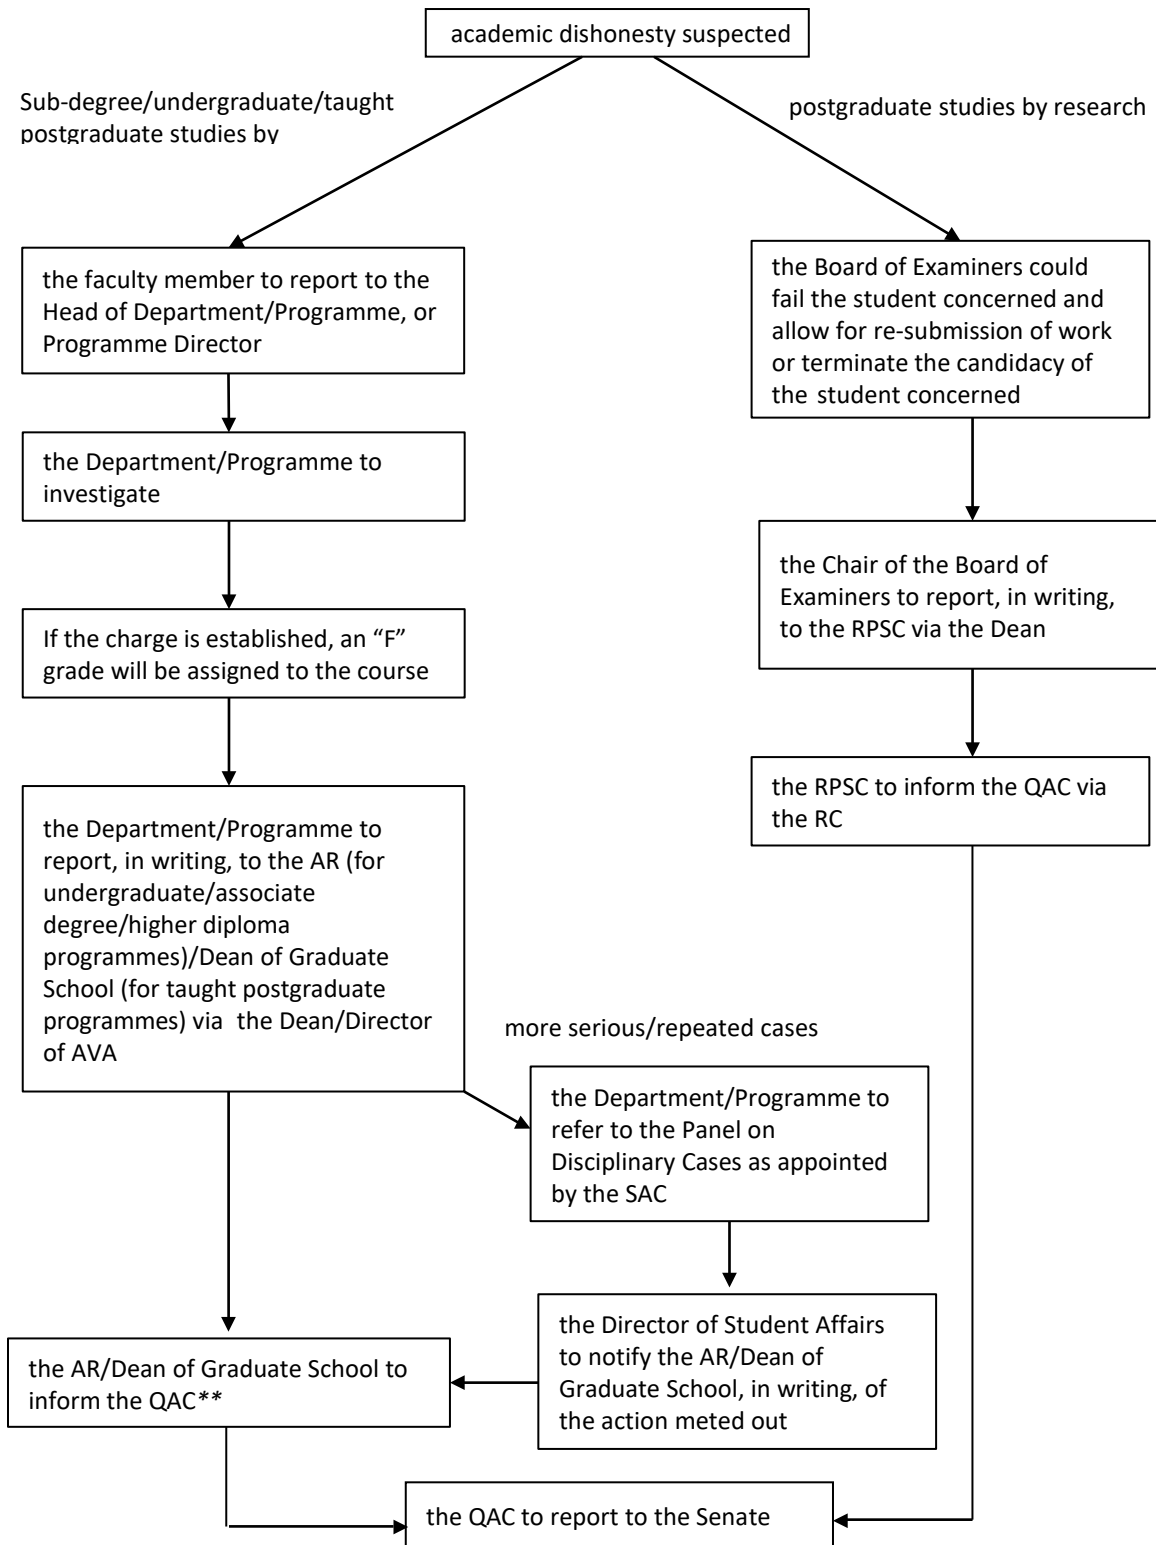 academic dishonesty suspected
Sub-degree/undergraduate/taught
postgraduate studies by
postgraduate studies by research
the faculty member to report to the
Head of Department/Programme, or
Programme Director
the Board of Examiners could
fail the student concerned and
allow for re-submission of work
or terminate the candidacy of
the student concerned
the Department/Programme to
investigate
the Chair of the Board of
Examiners to report, in writing,
to the RPSC via the Dean
If the charge is established, an “F”
grade will be assigned to the course
the RPSC to inform the QAC via
the RC
the Department/Programme to
report, in writing, to the AR (for
undergraduate/associate
degree/higher diploma
programmes)/Dean of Graduate
School (for taught postgraduate
programmes) via the Dean/Director
of AVA
more serious/repeated cases
the Department/Programme to
refer to the Panel on
Disciplinary Cases as appointed
by the SAC
the Director of Student Affairs
to notify the AR/Dean of
Graduate School, in writing, of
the action meted out
the AR/Dean of Graduate School to
inform the QAC**
the QAC to report to the Senate